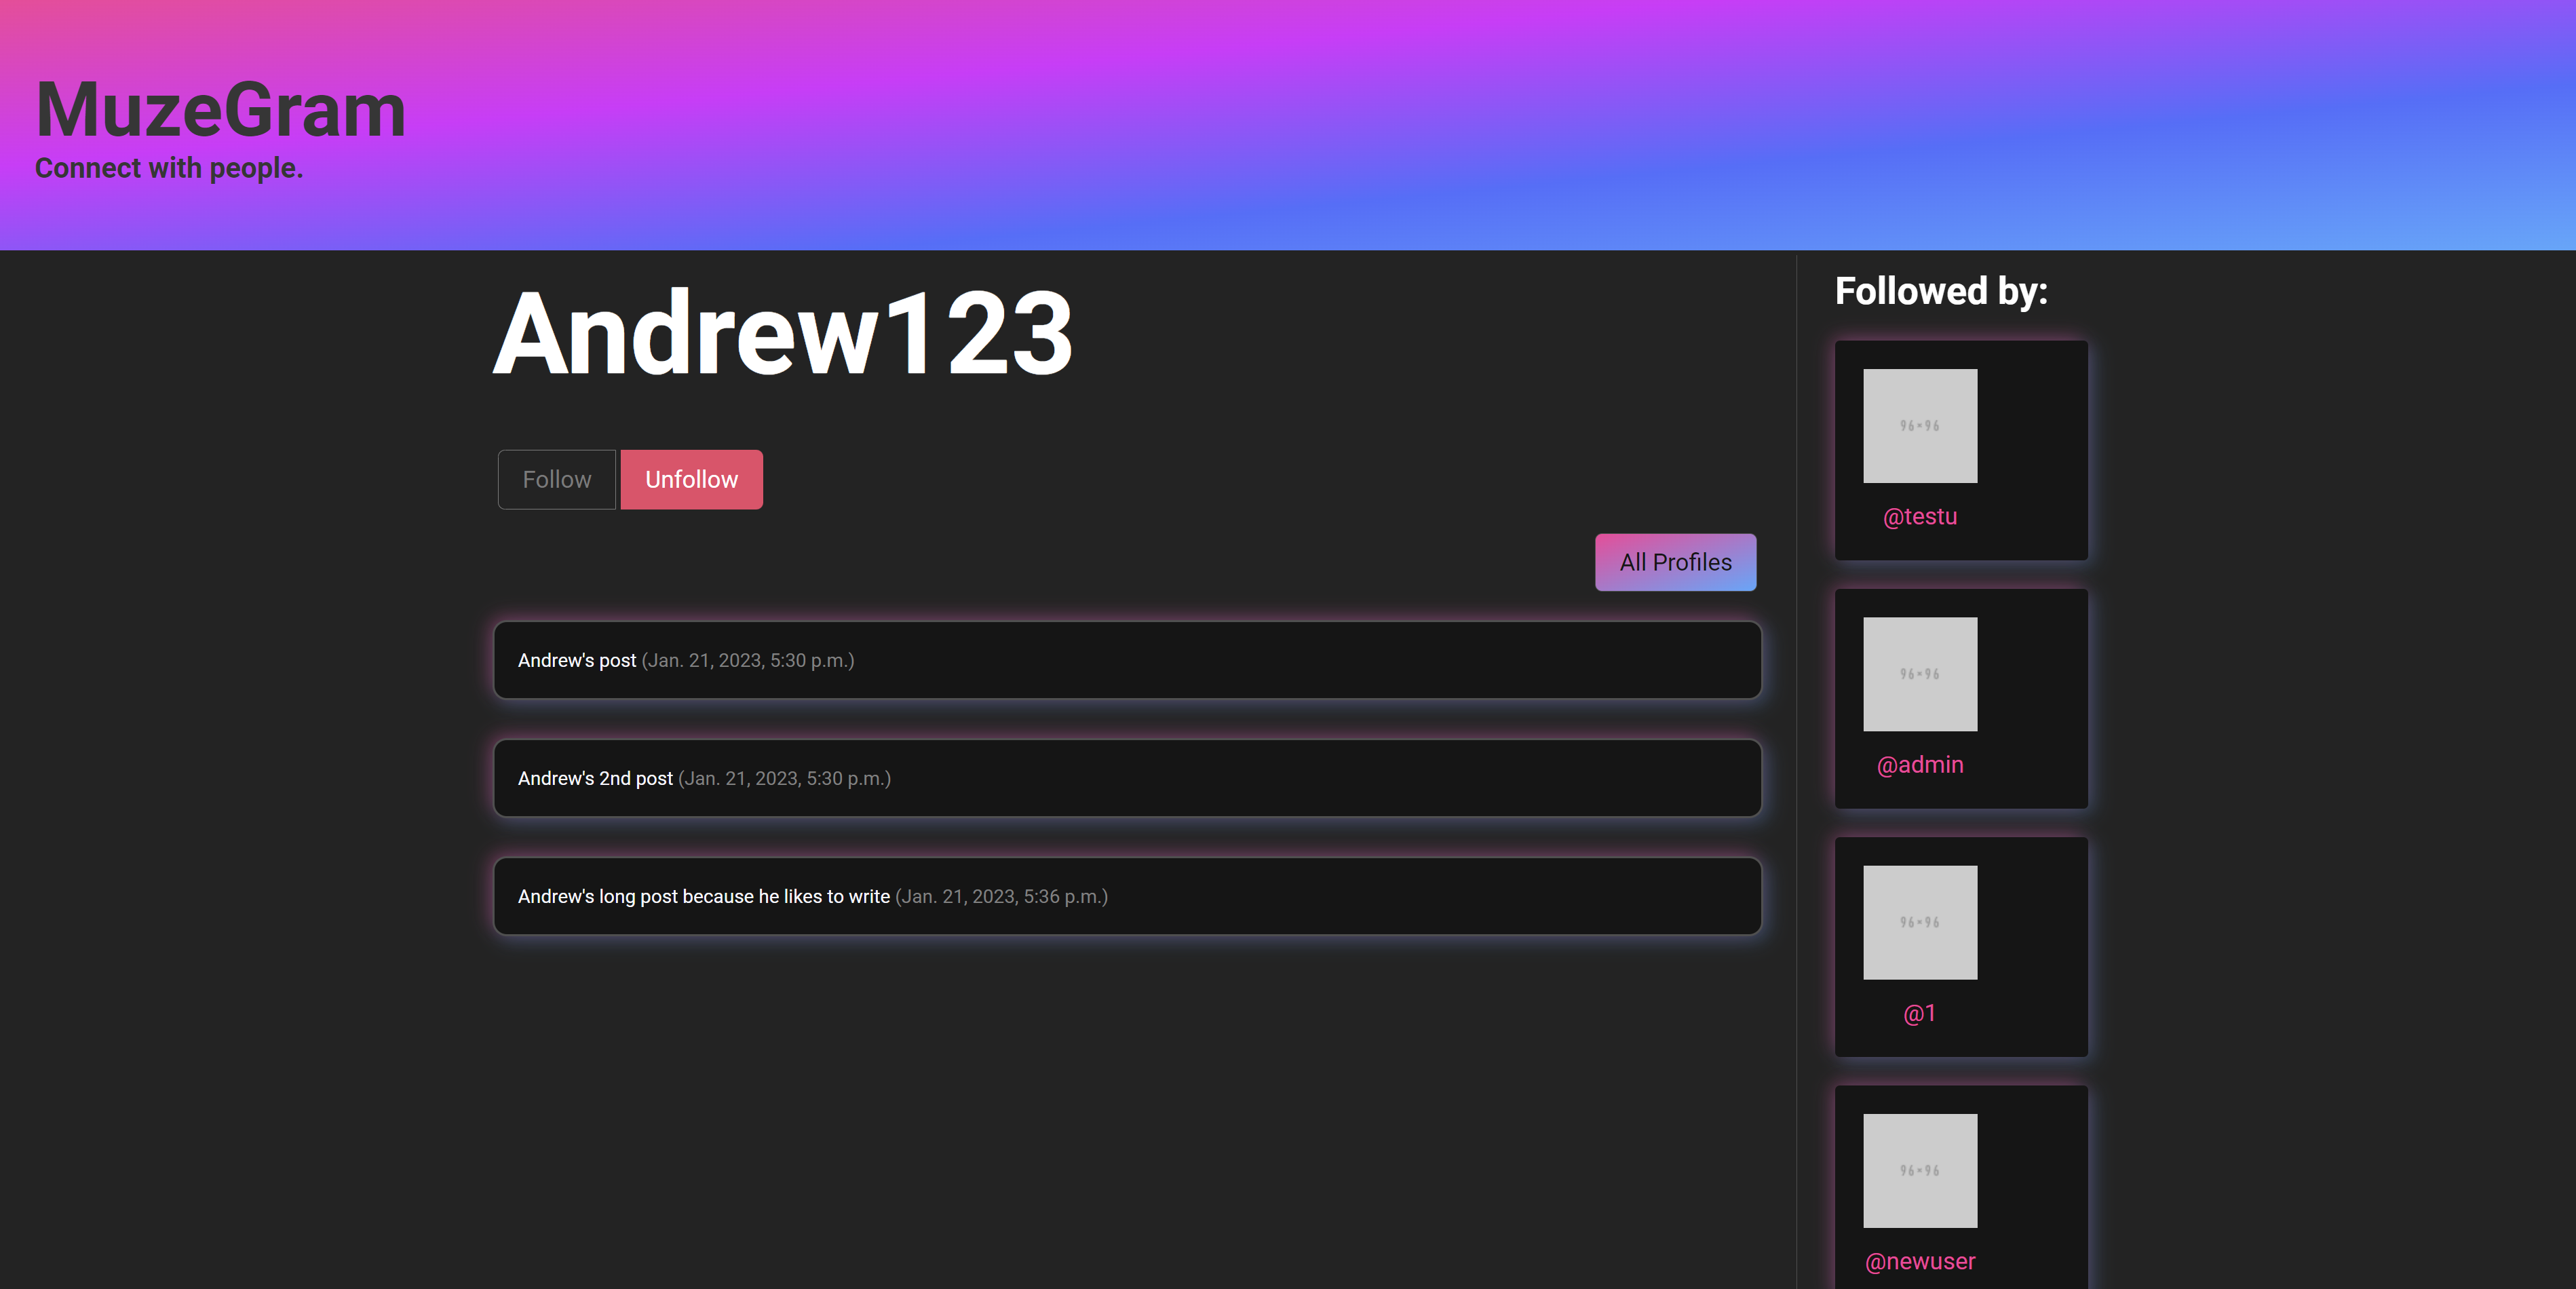 MuzeGram
Connect with people.
Andrew123
Follow
Unfollow
All Profiles
Andrew's post (Jan. 21, 2023, 5:30 p.m.)
Andrew's 2nd post (Jan. 21, 2023, 5:30 p.m.)
Andrew's long post because he likes to write (Jan. 21, 2023, 5:36 p.m.)
Followed by:
96×96
@testu
96×96
@admin
96×96
@1
96×96
@newuser